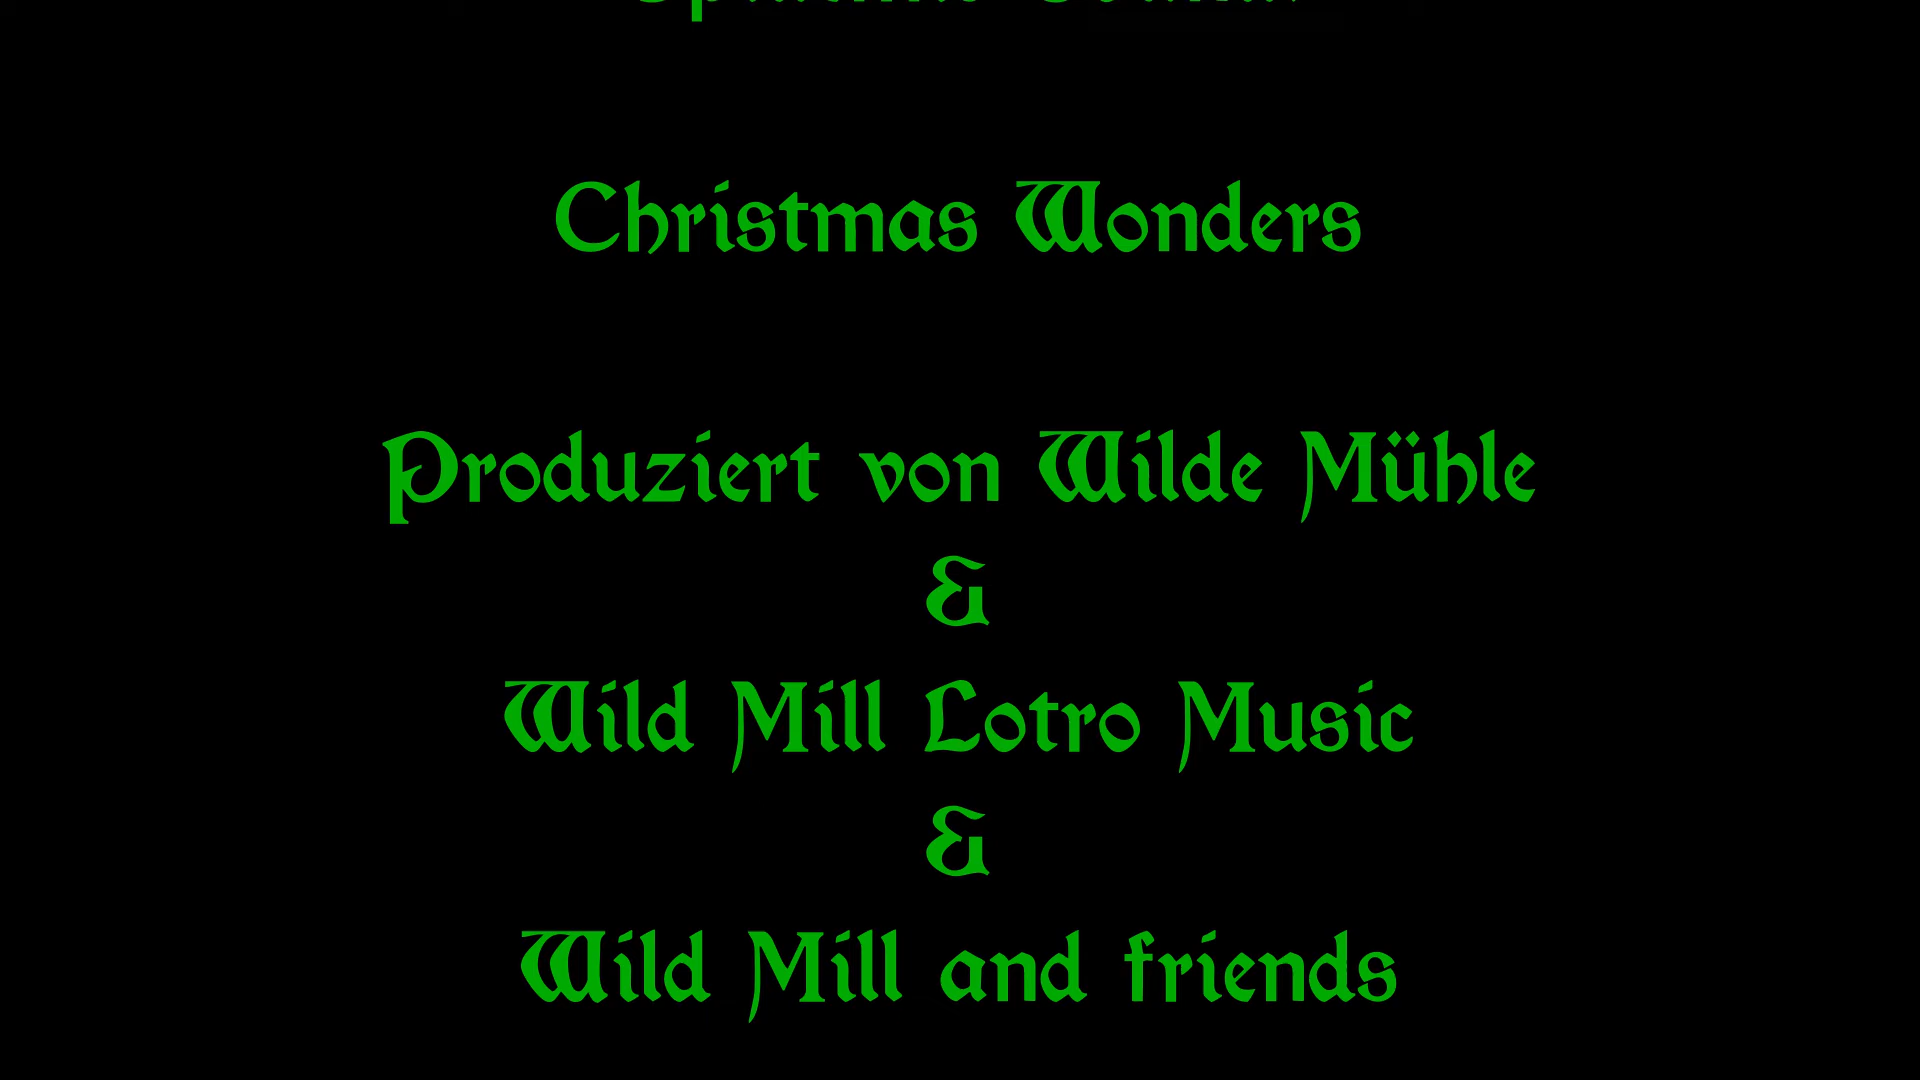 Christmas Wonders
Produziert von Wilde Mühle
&
Wild Mill Lotro Music
&
Wild Mill and friends